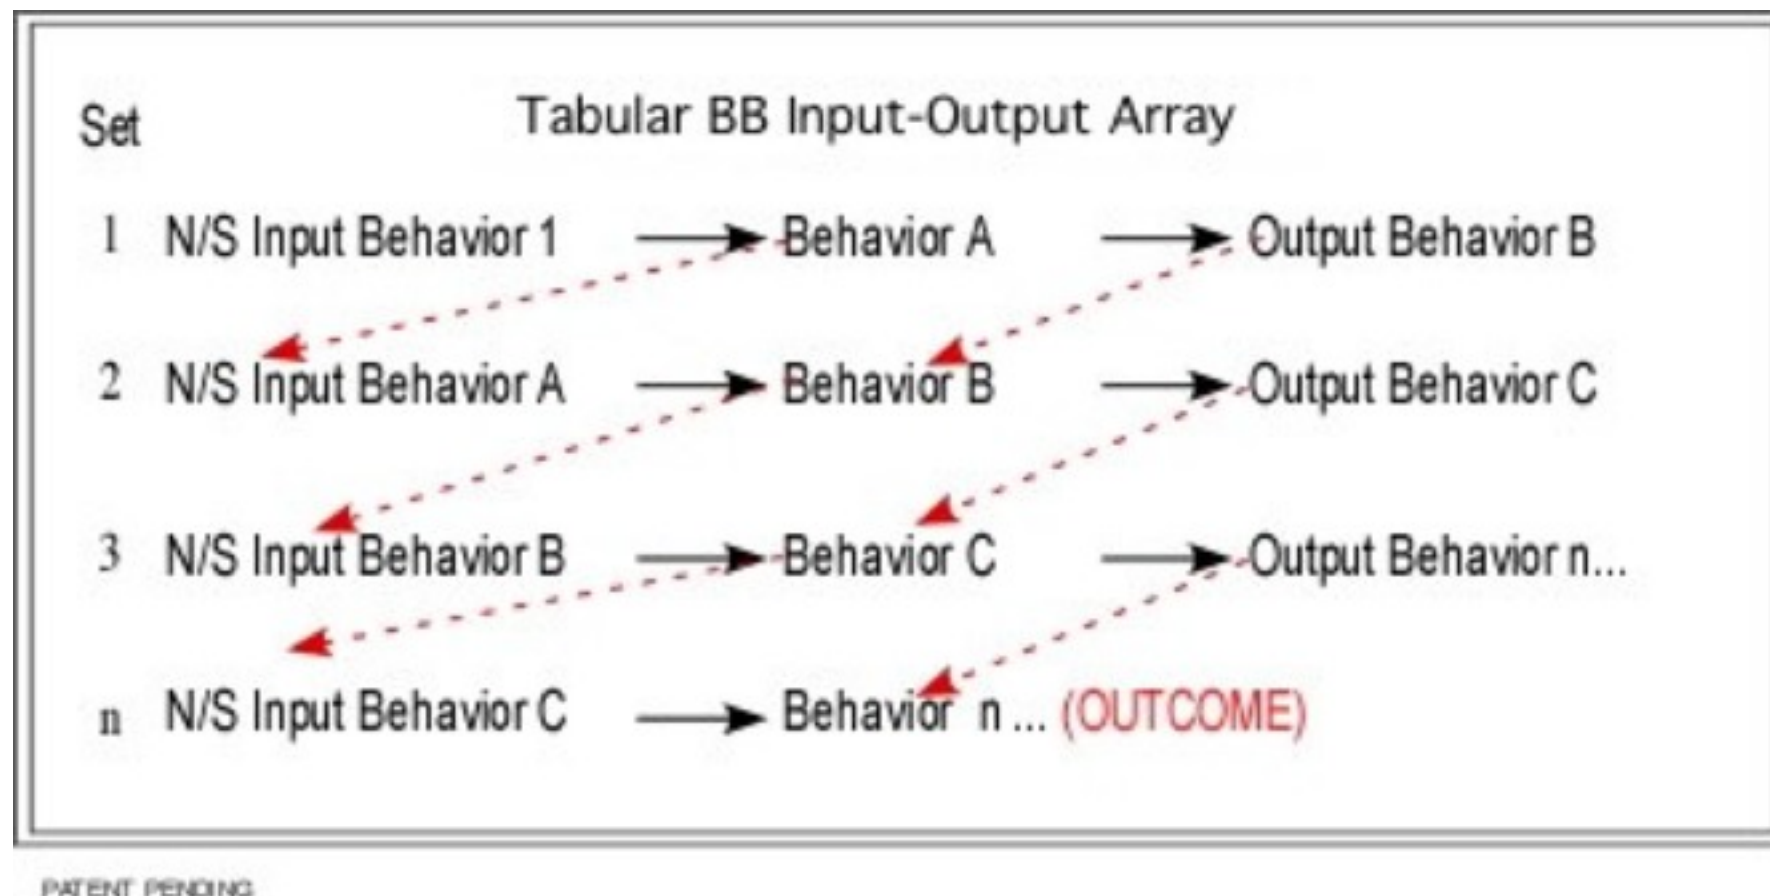 Set Tabular BB Input-Output Array
1 N/S Input Behavior 1 Behavior A Output Behavior B
2 N/S Input Behavior A Behavior B Output Behavior C
3 N/S Input Behavior B Behavior C Output Behavior n...
n N/S Input Behavior C Behavior n ... (OUTCOME)
PATENT PENDING